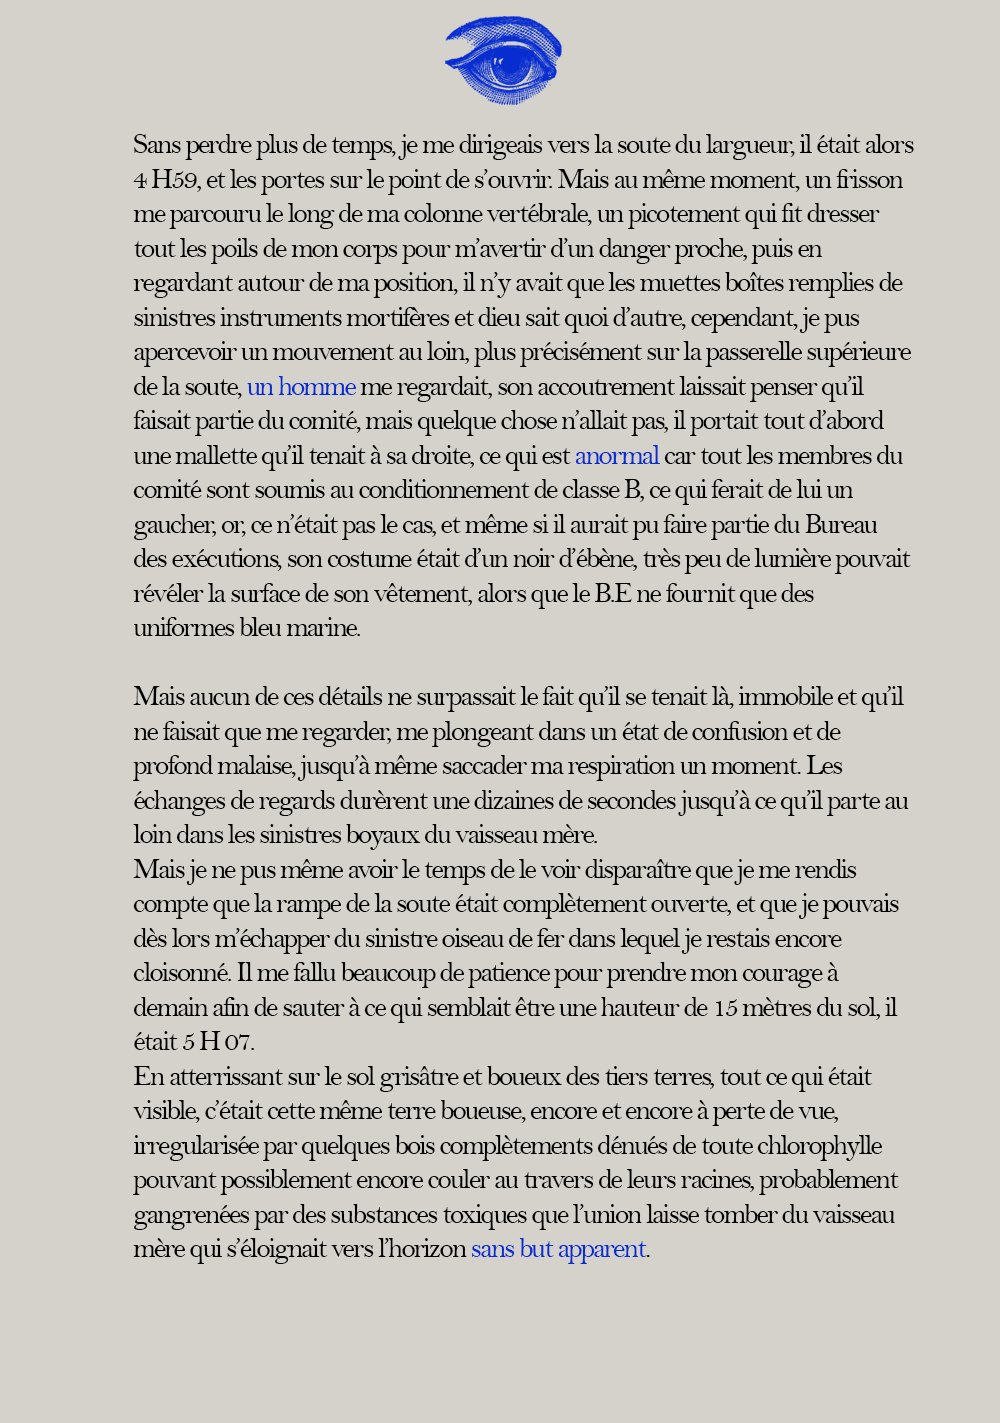 Sans perdre plus de temps, je me dirigeais vers la soute du largueur, il était alors
4 H59, et les portes sur le point de s’ouvrir. Mais au même moment, un frisson
me parcouru le long de ma colonne vertébrale, un picotement qui fit dresser
tout les poils de mon corps pour m’avertir d’un danger proche, puis en
regardant autour de ma position, il n’y avait que les muettes boîtes remplies de
sinistres instruments mortifères et dieu sait quoi d’autre, cependant, je pus
apercevoir un mouvement au loin, plus précisément sur la passerelle supérieure
de la soute, un homme me regardait, son accoutrement laissait penser qu’il
faisait partie du comité, mais quelque chose n’allait pas, il portait tout d’abord
une mallette qu’il tenait à sa droite, ce qui est anormal car tout les membres du
comité sont soumis au conditionnement de classe B, ce qui ferait de lui un
gaucher, or, ce n’était pas le cas, et même si il aurait pu faire partie du Bureau
des exécutions, son costume était d’un noir d’ébène, très peu de lumière pouvait
révéler la surface de son vêtement, alors que le B.E ne fournit que des
uniformes bleu marine.
Mais aucun de ces détails ne surpassait le fait qu’il se tenait là, immobile et qu’il
ne faisait que me regarder, me plongeant dans un état de confusion et de
profond malaise, jusqu’à même saccader ma respiration un moment. Les
échanges de regards durèrent une dizaines de secondes jusqu’à ce qu’il parte au
loin dans les sinistres boyaux du vaisseau mère.
Mais je ne pus même avoir le temps de le voir disparaître que je me rendis
compte que la rampe de la soute était complètement ouverte, et que je pouvais
dès lors m’échapper du sinistre oiseau de fer dans lequel je restais encore
cloisonné. Il me fallu beaucoup de patience pour prendre mon courage à
demain afin de sauter à ce qui semblait être une hauteur de 15 mètres du sol, il
était 5 H 07.
En atterrissant sur le sol grisâtre et boueux des tiers terres, tout ce qui était
visible, c’était cette même terre boueuse, encore et encore à perte de vue,
irregularisée par quelques bois complètements dénués de toute chlorophylle
pouvant possiblement encore couler au travers de leurs racines, probablement
gangrenées par des substances toxiques que l’union laisse tomber du vaisseau
mère qui s’éloignait vers l’horizon sans but apparent.